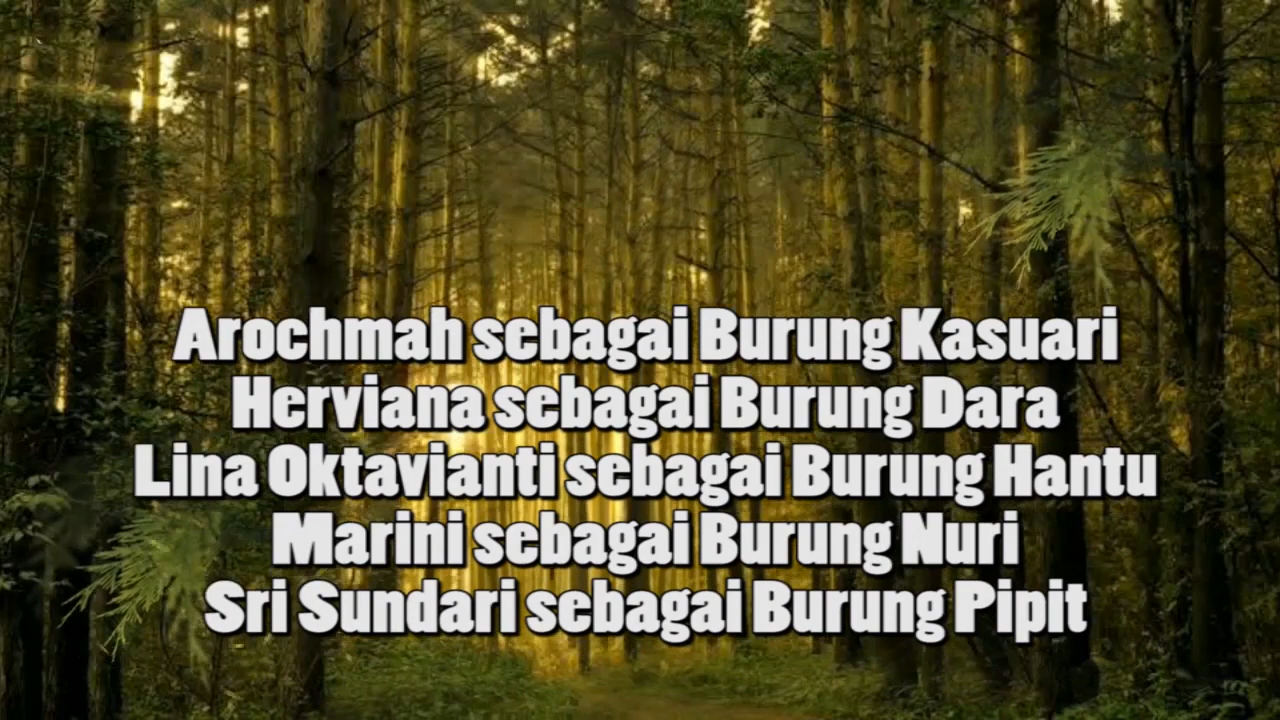 Arochmah sebagai Burung Kasuari
Herviana sebagai Burung Dara
Lina Oktavianti sebagai Burung Hantu
Marini sebagai Burung Nuri
Sri Sundari sebagai Burung Pipit